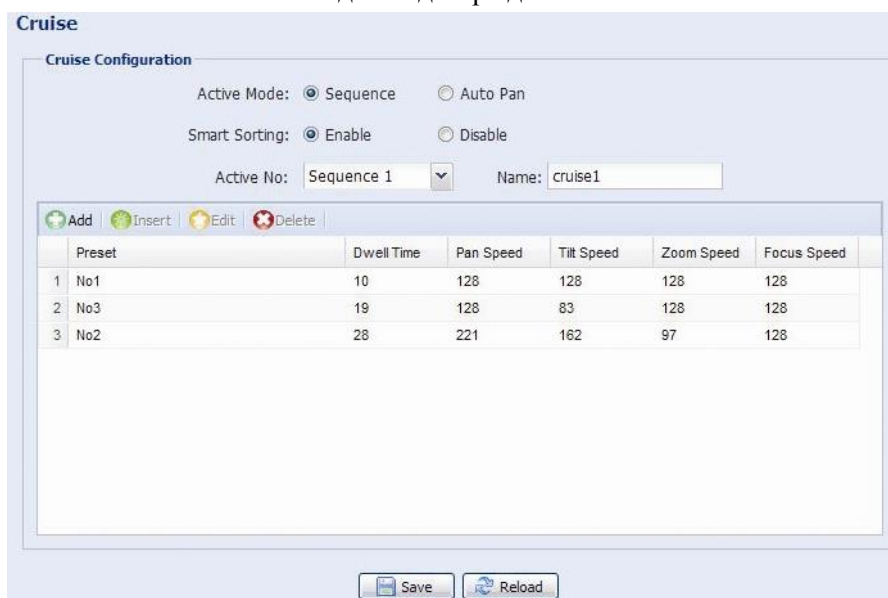 Cruise
Cruise Configuration
Active Mode: Sequence Auto Pan
Smart Sorting: Enable Disable
Active No: Sequence 1 Name: cruise1
Add Insert Edit Delete
Preset Dwell Time Pan Speed Tilt Speed Zoom Speed Focus Speed
1 No1 10 128 128 128 128
2 No3 19 128 83 128 128
3 No2 28 221 162 97 128
Save Reload